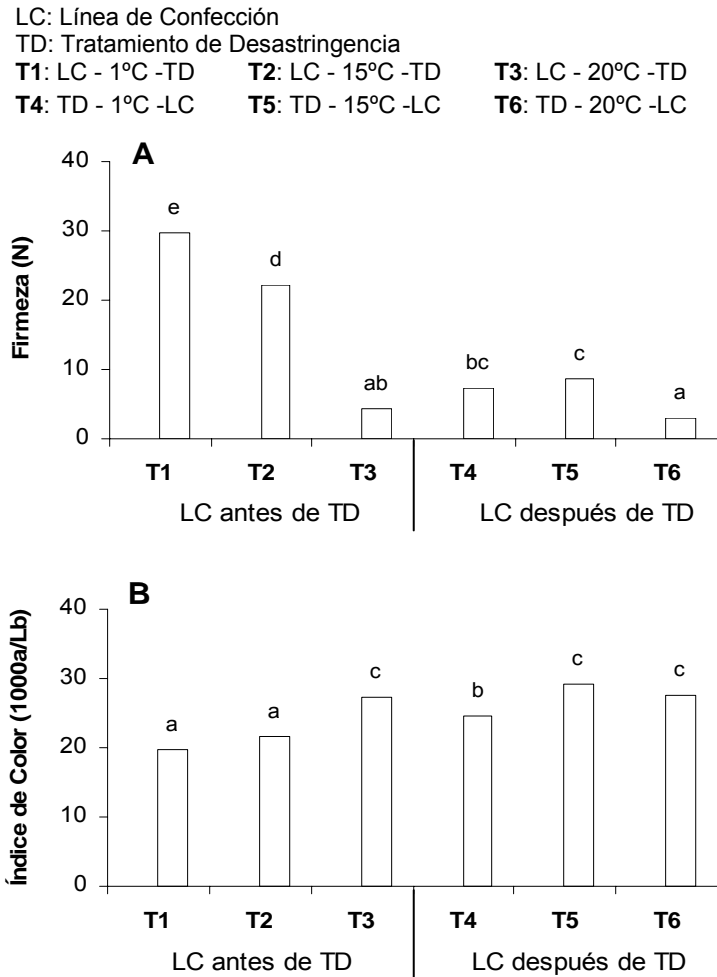 LC: Línea de Confección
TD: Tratamiento de Desastringencia
T1: LC - 1ºC -TD T2: LC - 15ºC -TD T3: LC - 20ºC -TD
T4: TD - 1ºC -LC T5: TD - 15ºC -LC T6: TD - 20ºC -LC
A
Firmeza (N)
40
30
20
10
0
e
d
ab
bc
c
a
T1 T2 T3 T4 T5 T6
LC antes de TD LC después de TD
B
Índice de Color (1000a/Lb)
40
30
20
10
0
a
a
c
b
c
c
T1 T2 T3 T4 T5 T6
LC antes de TD LC después de TD